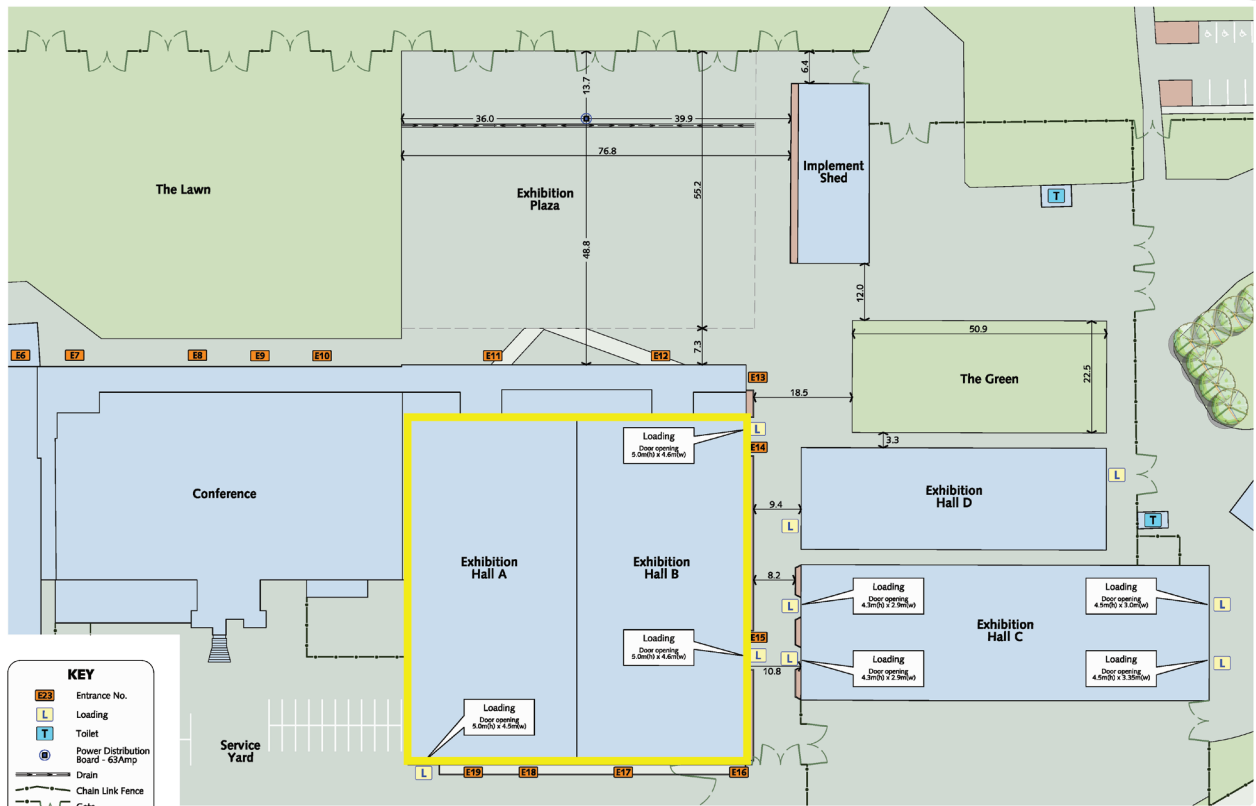 6.4
13.7
36.0
39.9
76.8
Implement
Shed
The Lawn
Exhibition
Plaza
55.2
T
48.8
12.0
50.9
E6
E7
E8
E9
E10
E11
E12
7.3
E13
The Green
22.5
18.5
Loading
Door opening
5.0m(h) x 4.6m(w)
L
E14
3.3
Conference
Exhibition
Hall D
L
9.4
L
T
Exhibition
Hall A
Exhibition
Hall B
8.2
Loading
Door opening
4.3m(h) x 2.9m(w)
L
Loading
Door opening
4.5m(h) x 3.0m(w)
L
Exhibition
Hall C
Loading
Door opening
5.0m(h) x 4.6m(w)
E15
L
L
10.8
Loading
Door opening
4.3m(h) x 2.9m(w)
Loading
Door opening
4.5m(h) x 3.35m(w)
L
Loading
Door opening
5.0m(h) x 4.5m(w)
Service
Yard
L
E19
E18
E17
E16
KEY
E23 Entrance No.
L Loading
T Toilet
Power Distribution
Board - 63Amp
Drain
Chain Link Fence